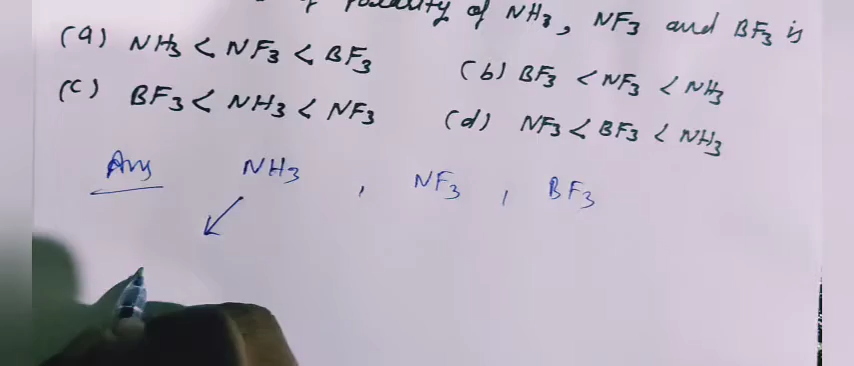 of NH3, NF3 and BF3 is
(a) NH3 < NF3 < BF3 (b) BF3 < NF3 < NH3
(c) BF3 < NH3 < NF3 (d) NF3 < BF3 < NH3
Ans NH3 , NF3 , BF3